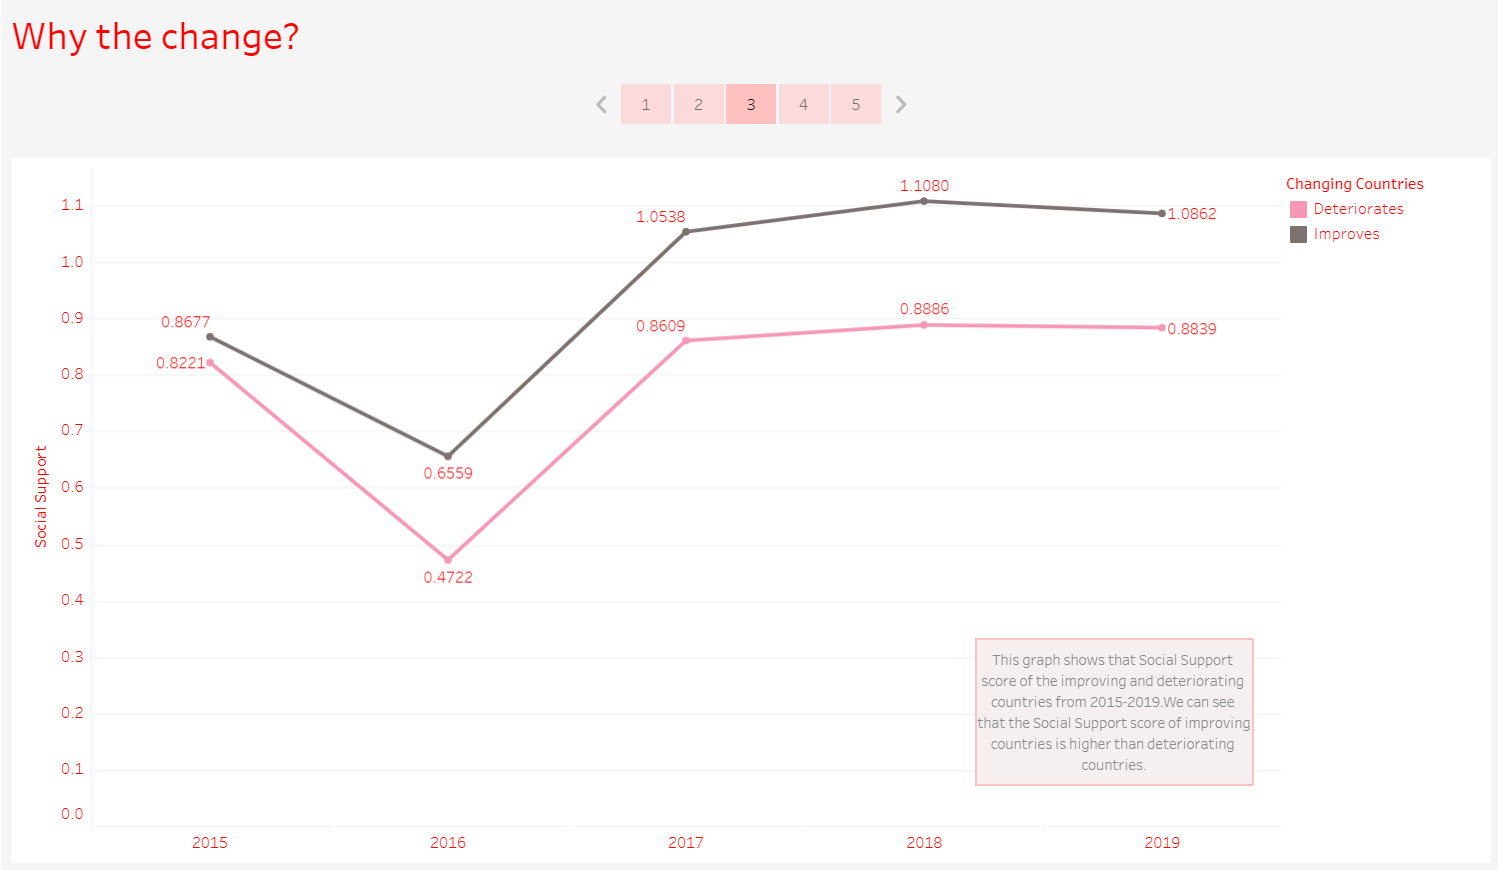 Why the change?
1 2 3 4 5
Changing Countries
Deteriorates
Improves
Social Support
1.1
1.0
0.9
0.8
0.7
0.6
0.5
0.4
0.3
0.2
0.1
0.0
0.8677
0.8221
0.6559
0.4722
1.0538
0.8609
1.1080
0.8886
1.0862
0.8839
This graph shows that Social Support
score of the improving and deteriorating
countries from 2015-2019.We can see
that the Social Support score of improving
countries is higher than deteriorating
countries.
2015 2016 2017 2018 2019